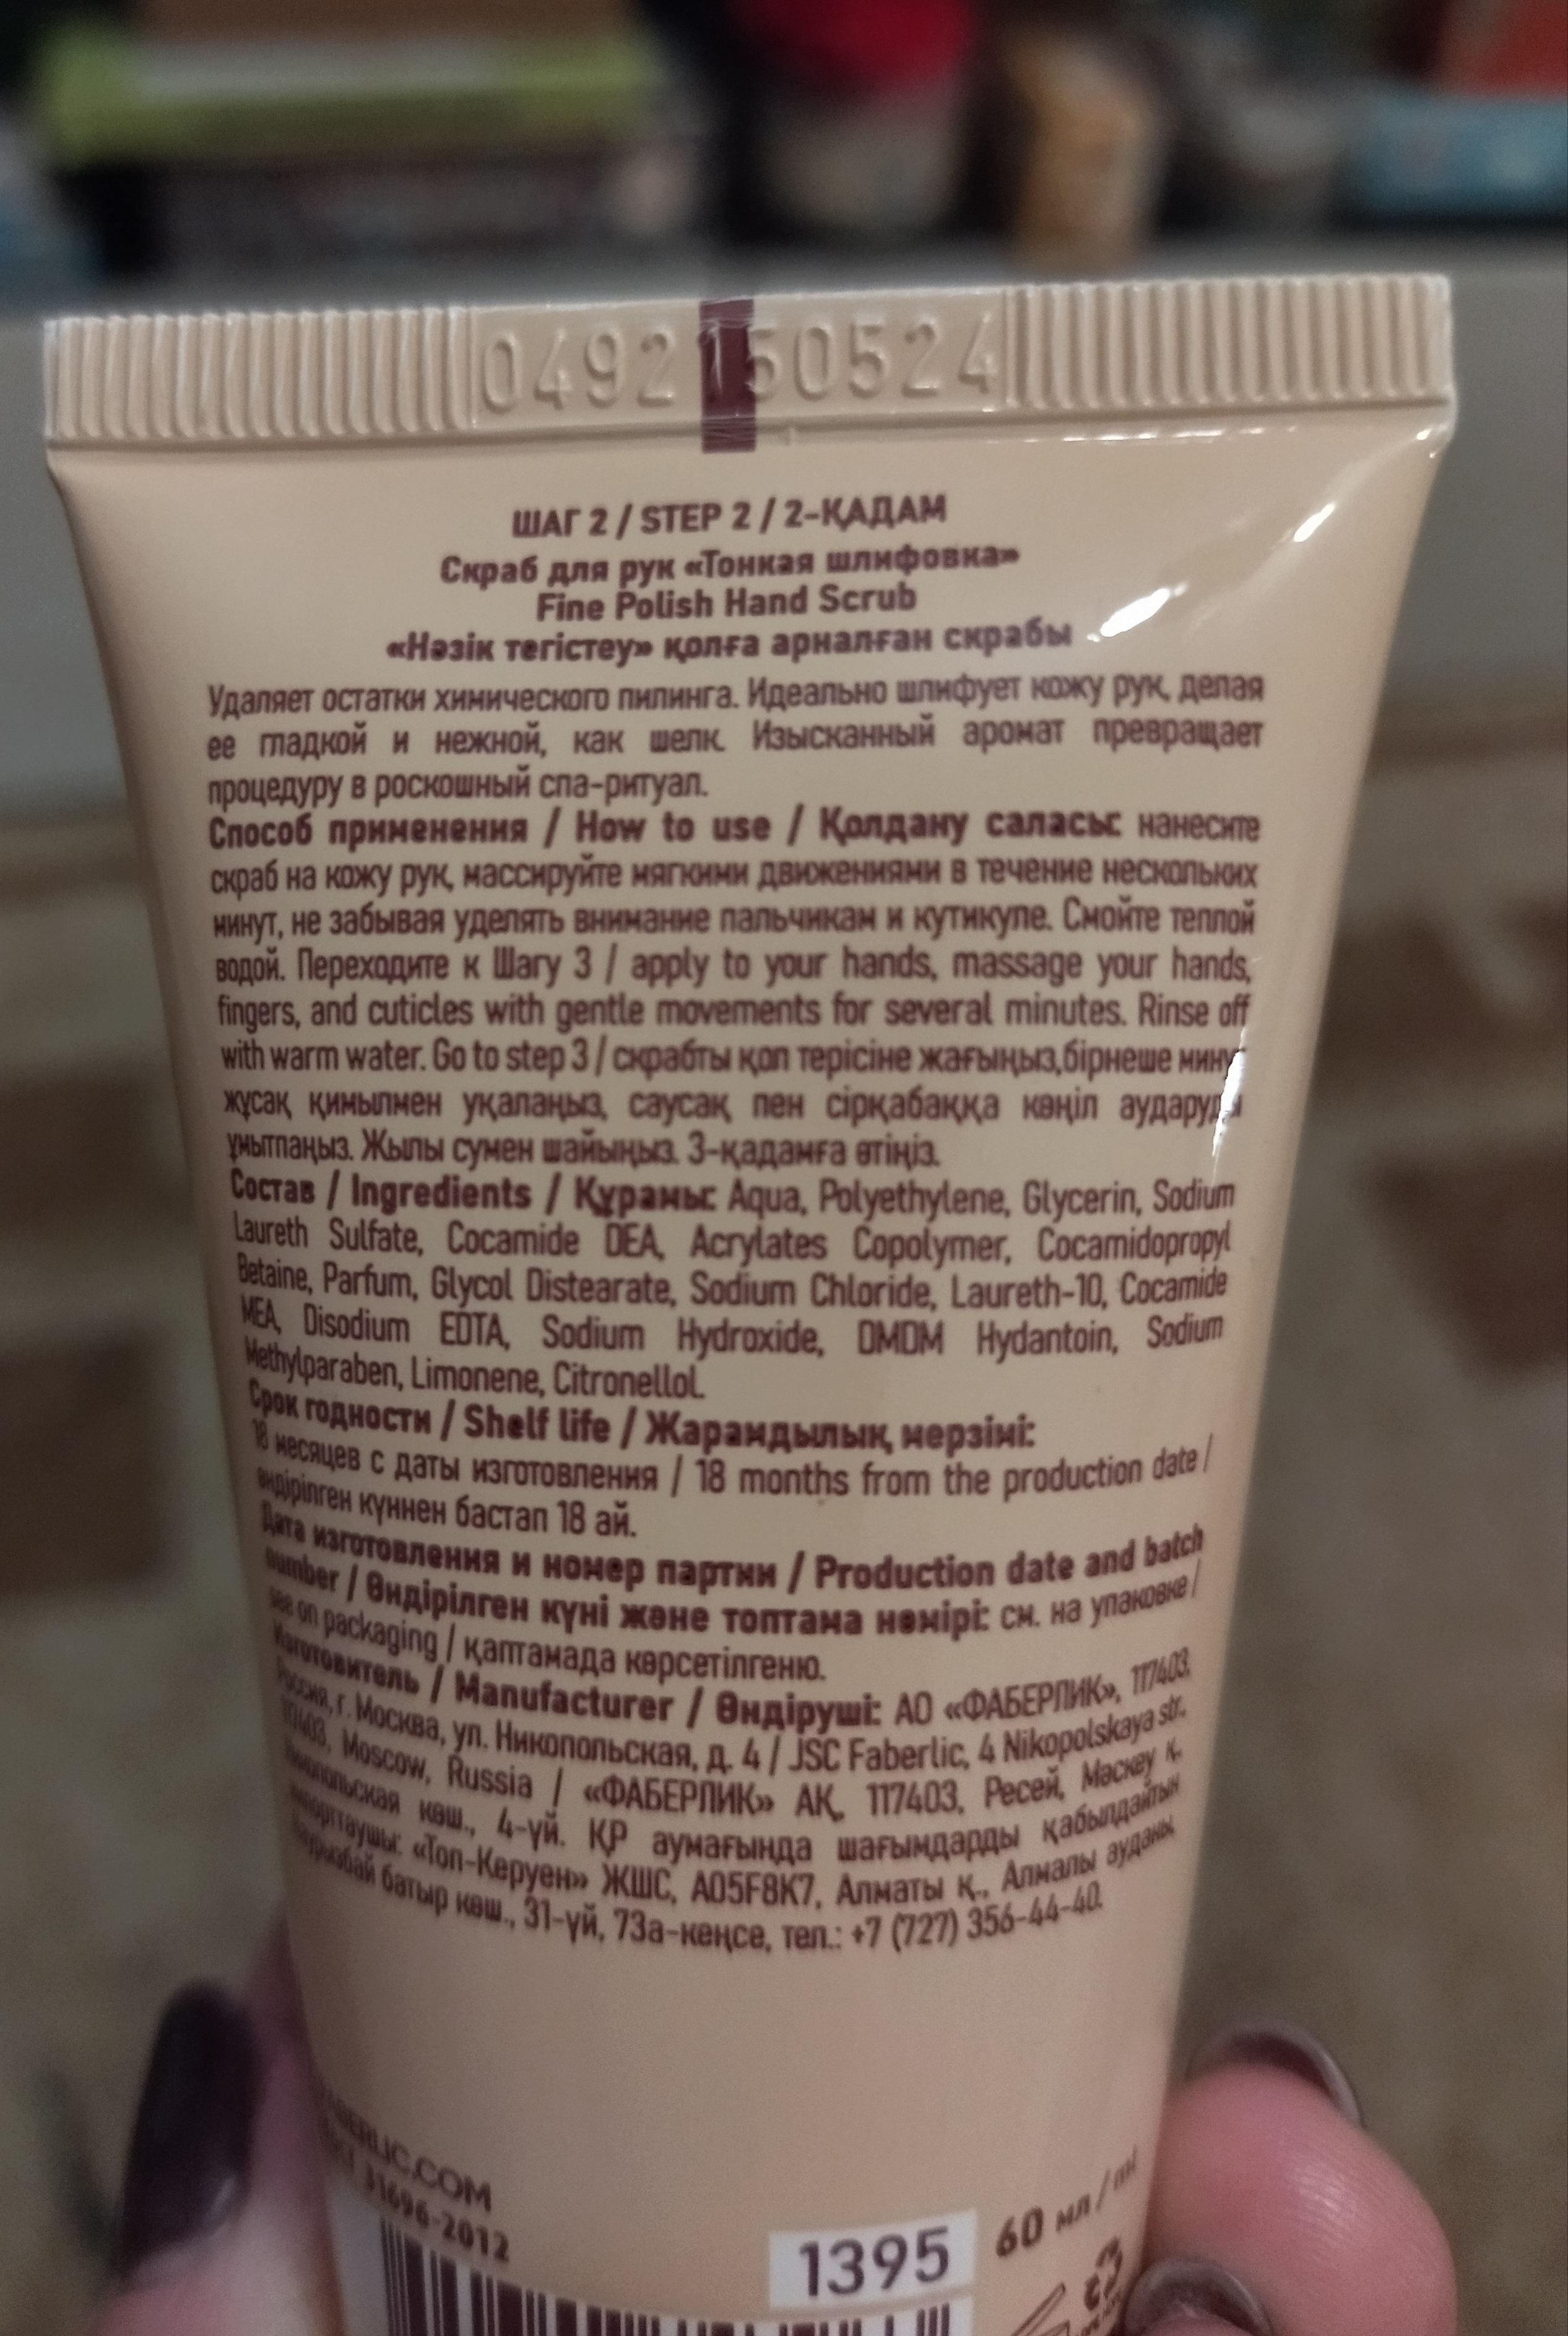 0492150524
ШАГ 2 / STEP 2 / 2-ҚАДАМ
Скраб для рук «Тонкая шлифовка»
Fine Polish Hand Scrub
«Нәзік тегістеу» қолға арналған скрабы
Удаляет остатки химического пилинга. Идеально шлифует кожу рук, делая
ее гладкой и нежной, как шелк. Изысканный аромат превращает
процедуру в роскошный спа-ритуал.
Способ применения / How to use / Қолдану саласы: нанесите
скраб на кожу рук, массируйте мягкими движениями в течение нескольких
минут, не забывая уделять внимание пальчикам и кутикуле. Смойте теплой
водой. Переходите к Шагу 3 / apply to your hands, massage your hands,
fingers, and cuticles with gentle movements for several minutes. Rinse off
with warm water. Go to step 3 / скрабты қол терісіне жағыңыз,бірнеше минут
жұсақ қимылмен уқалаңыз, саусақ пен сірқабаққа көңіл аударуды
ұмытпаңыз. Жылы сумен шайыңыз. 3-қадамға өтіңіз.
Состав / Ingredients / Құрамы: Aqua, Polyethylene, Glycerin, Sodium
Laureth Sulfate, Cocamide DEA, Acrylates Copolymer, Cocamidopropyl
Betaine, Parfum, Glycol Distearate, Sodium Chloride, Laureth-10, Cocamide
MEA, Disodium EDTA, Sodium Hydroxide, DMDM Hydantoin, Sodium
Methylparaben, Limonene, Citronellol.
Срок годности / Shelf life / Жарамдылық мерзімі:
18 месяцев с даты изготовления / 18 months from the production date /
өндірілген күннен бастап 18 ай.
Дата изготовления и номер партии / Production date and batch
number / Өндірілген күні және топтама нөмірі: см. на упаковке /
see on packaging / қаптамада көрсетілгеню.
Изготовитель / Manufacturer / Өндіруші: АО «ФАБЕРЛИК», 117403,
Россия, г. Москва, ул. Никопольская, д. 4 / JSC Faberlic, 4 Nikopolskaya str.,
117403, Moscow, Russia / «ФАБЕРЛИК» АҚ, 117403, Ресей, Мәскеу қ.,
Никопольская көш., 4-үй. ҚР аумағында шағымдарды қабылдайтын
импорттаушы: «Топ-Керуен» ЖШС, A05F8K7, Алматы қ., Алмалы ауданы,
батыр көш., 31-үй, 73а-кеңсе, тел.: +7 (727) 356-44-40.
FABERLIC.COM
31696-2012
1395
60 мл / ml